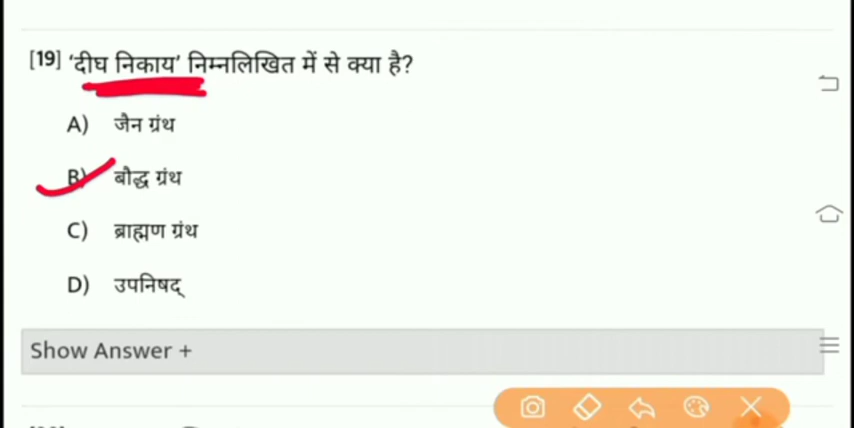 [19] ‘दीघ निकाय’ निम्नलिखित में से क्या है?
A) जैन ग्रंथ
B) बौद्ध ग्रंथ
C) ब्राह्मण ग्रंथ
D) उपनिषद्
Show Answer +